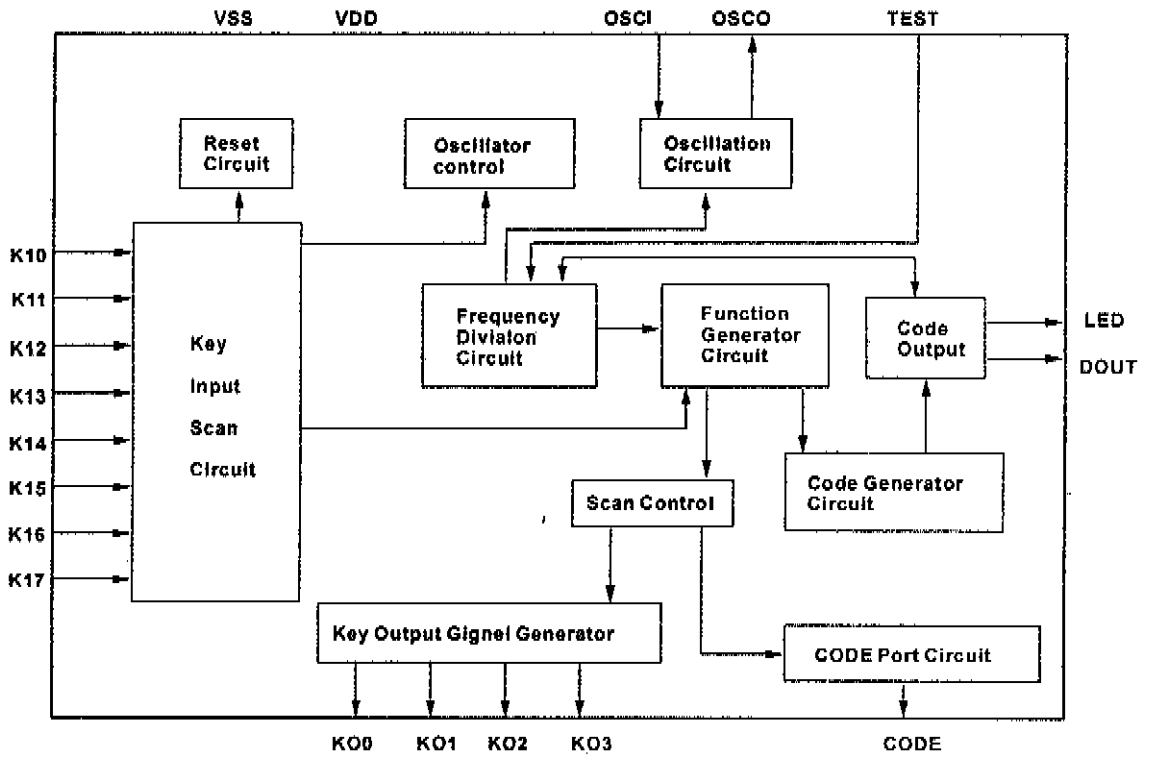 VSS VDD OSCI OSCO TEST
Reset
Circuit
Oscillator
control
Oscillation
Circuit
K10
K11
K12
K13
K14
K15
K16
K17
Key
Input
Scan
Circuit
Frequency
Division
Circuit
Function
Generator
Circuit
Code
Output
LED
DOUT
Scan Control
Code Generator
Circuit
Key Output Gignel Generator
CODE Port Circuit
KO0 KO1 KO2 KO3 CODE